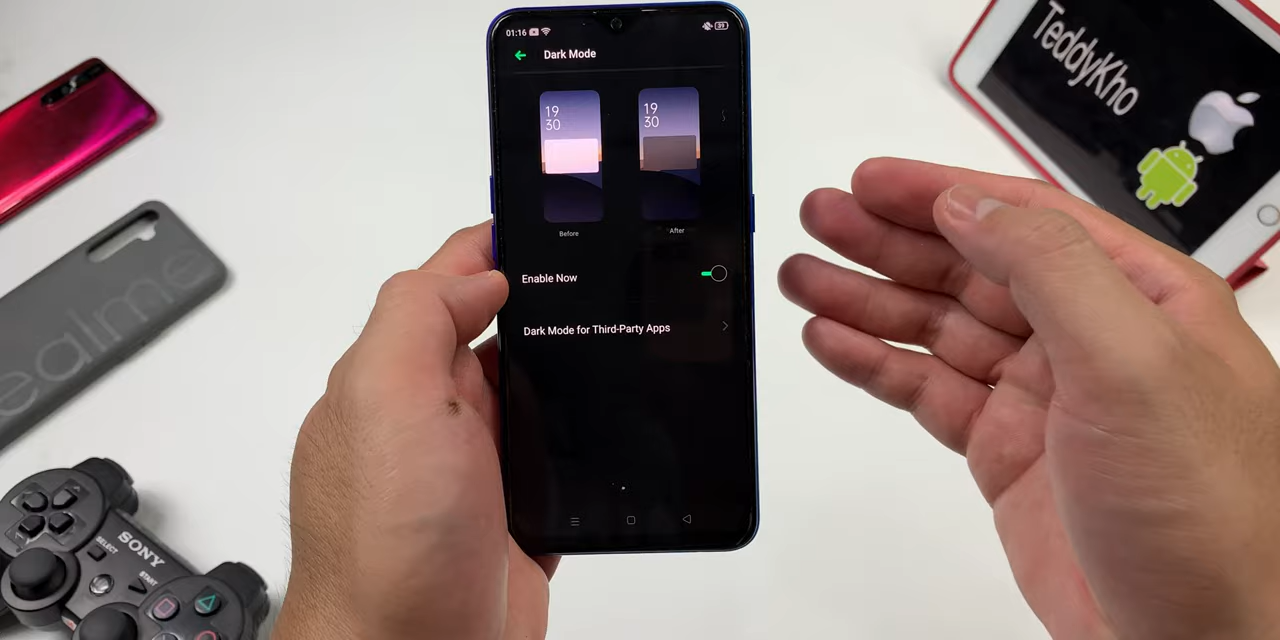 01:16
39
Dark Mode
19
30
19
30
Before
After
Enable Now
Dark Mode for Third-Party Apps
TeddyKho
realme
SONY
SELECT
START